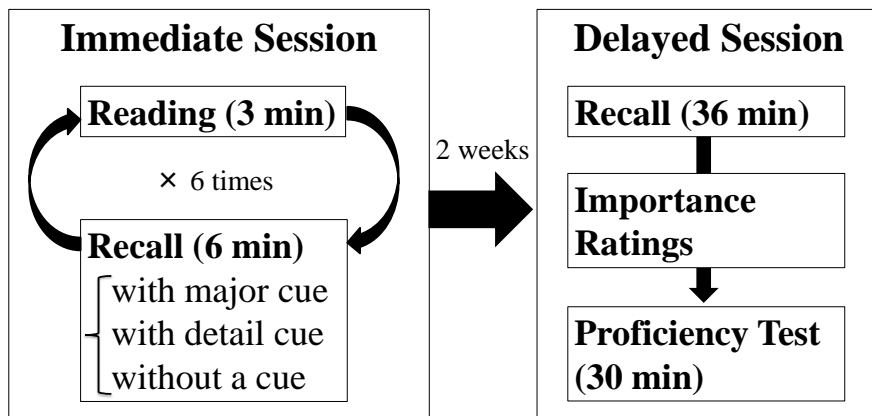 Immediate Session
Reading (3 min)
× 6 times
Recall (6 min)
with major cue
with detail cue
without a cue
2 weeks
Delayed Session
Recall (36 min)
Importance
Ratings
Proficiency Test
(30 min)